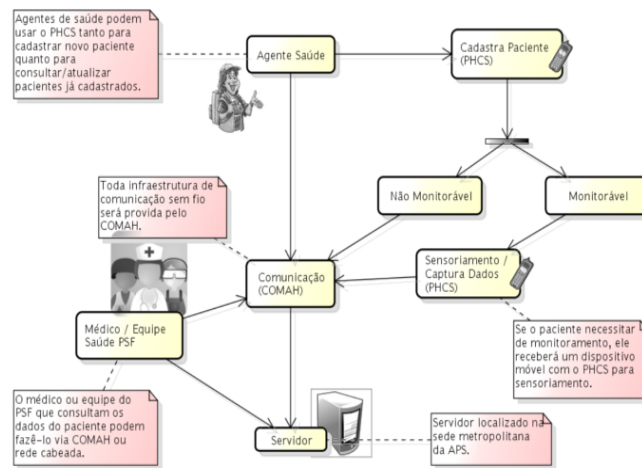 Agentes de saúde podem
usar o PHCS tanto para
cadastrar novo paciente
quanto para
consultar/atualizar
pacientes já cadastrados.
Agente Saúde
Cadastra Paciente
(PHCS)
Toda infraestrutura de
comunicação sem fio
será provida pelo
COMAH.
Não Monitorável
Monitorável
Comunicação
(COMAH)
Sensoriamento /
Captura Dados
(PHCS)
Médico / Equipe
Saúde PSF
Se o paciente necessitar
de monitoramento, ele
receberá um dispositivo
móvel com o PHCS para
sensoriamento.
O médico ou equipe do
PSF que consultam os
dados do paciente podem
fazê-lo via COMAH ou
rede cabeada.
Servidor
Servidor localizado na
sede metropolitana
da APS.